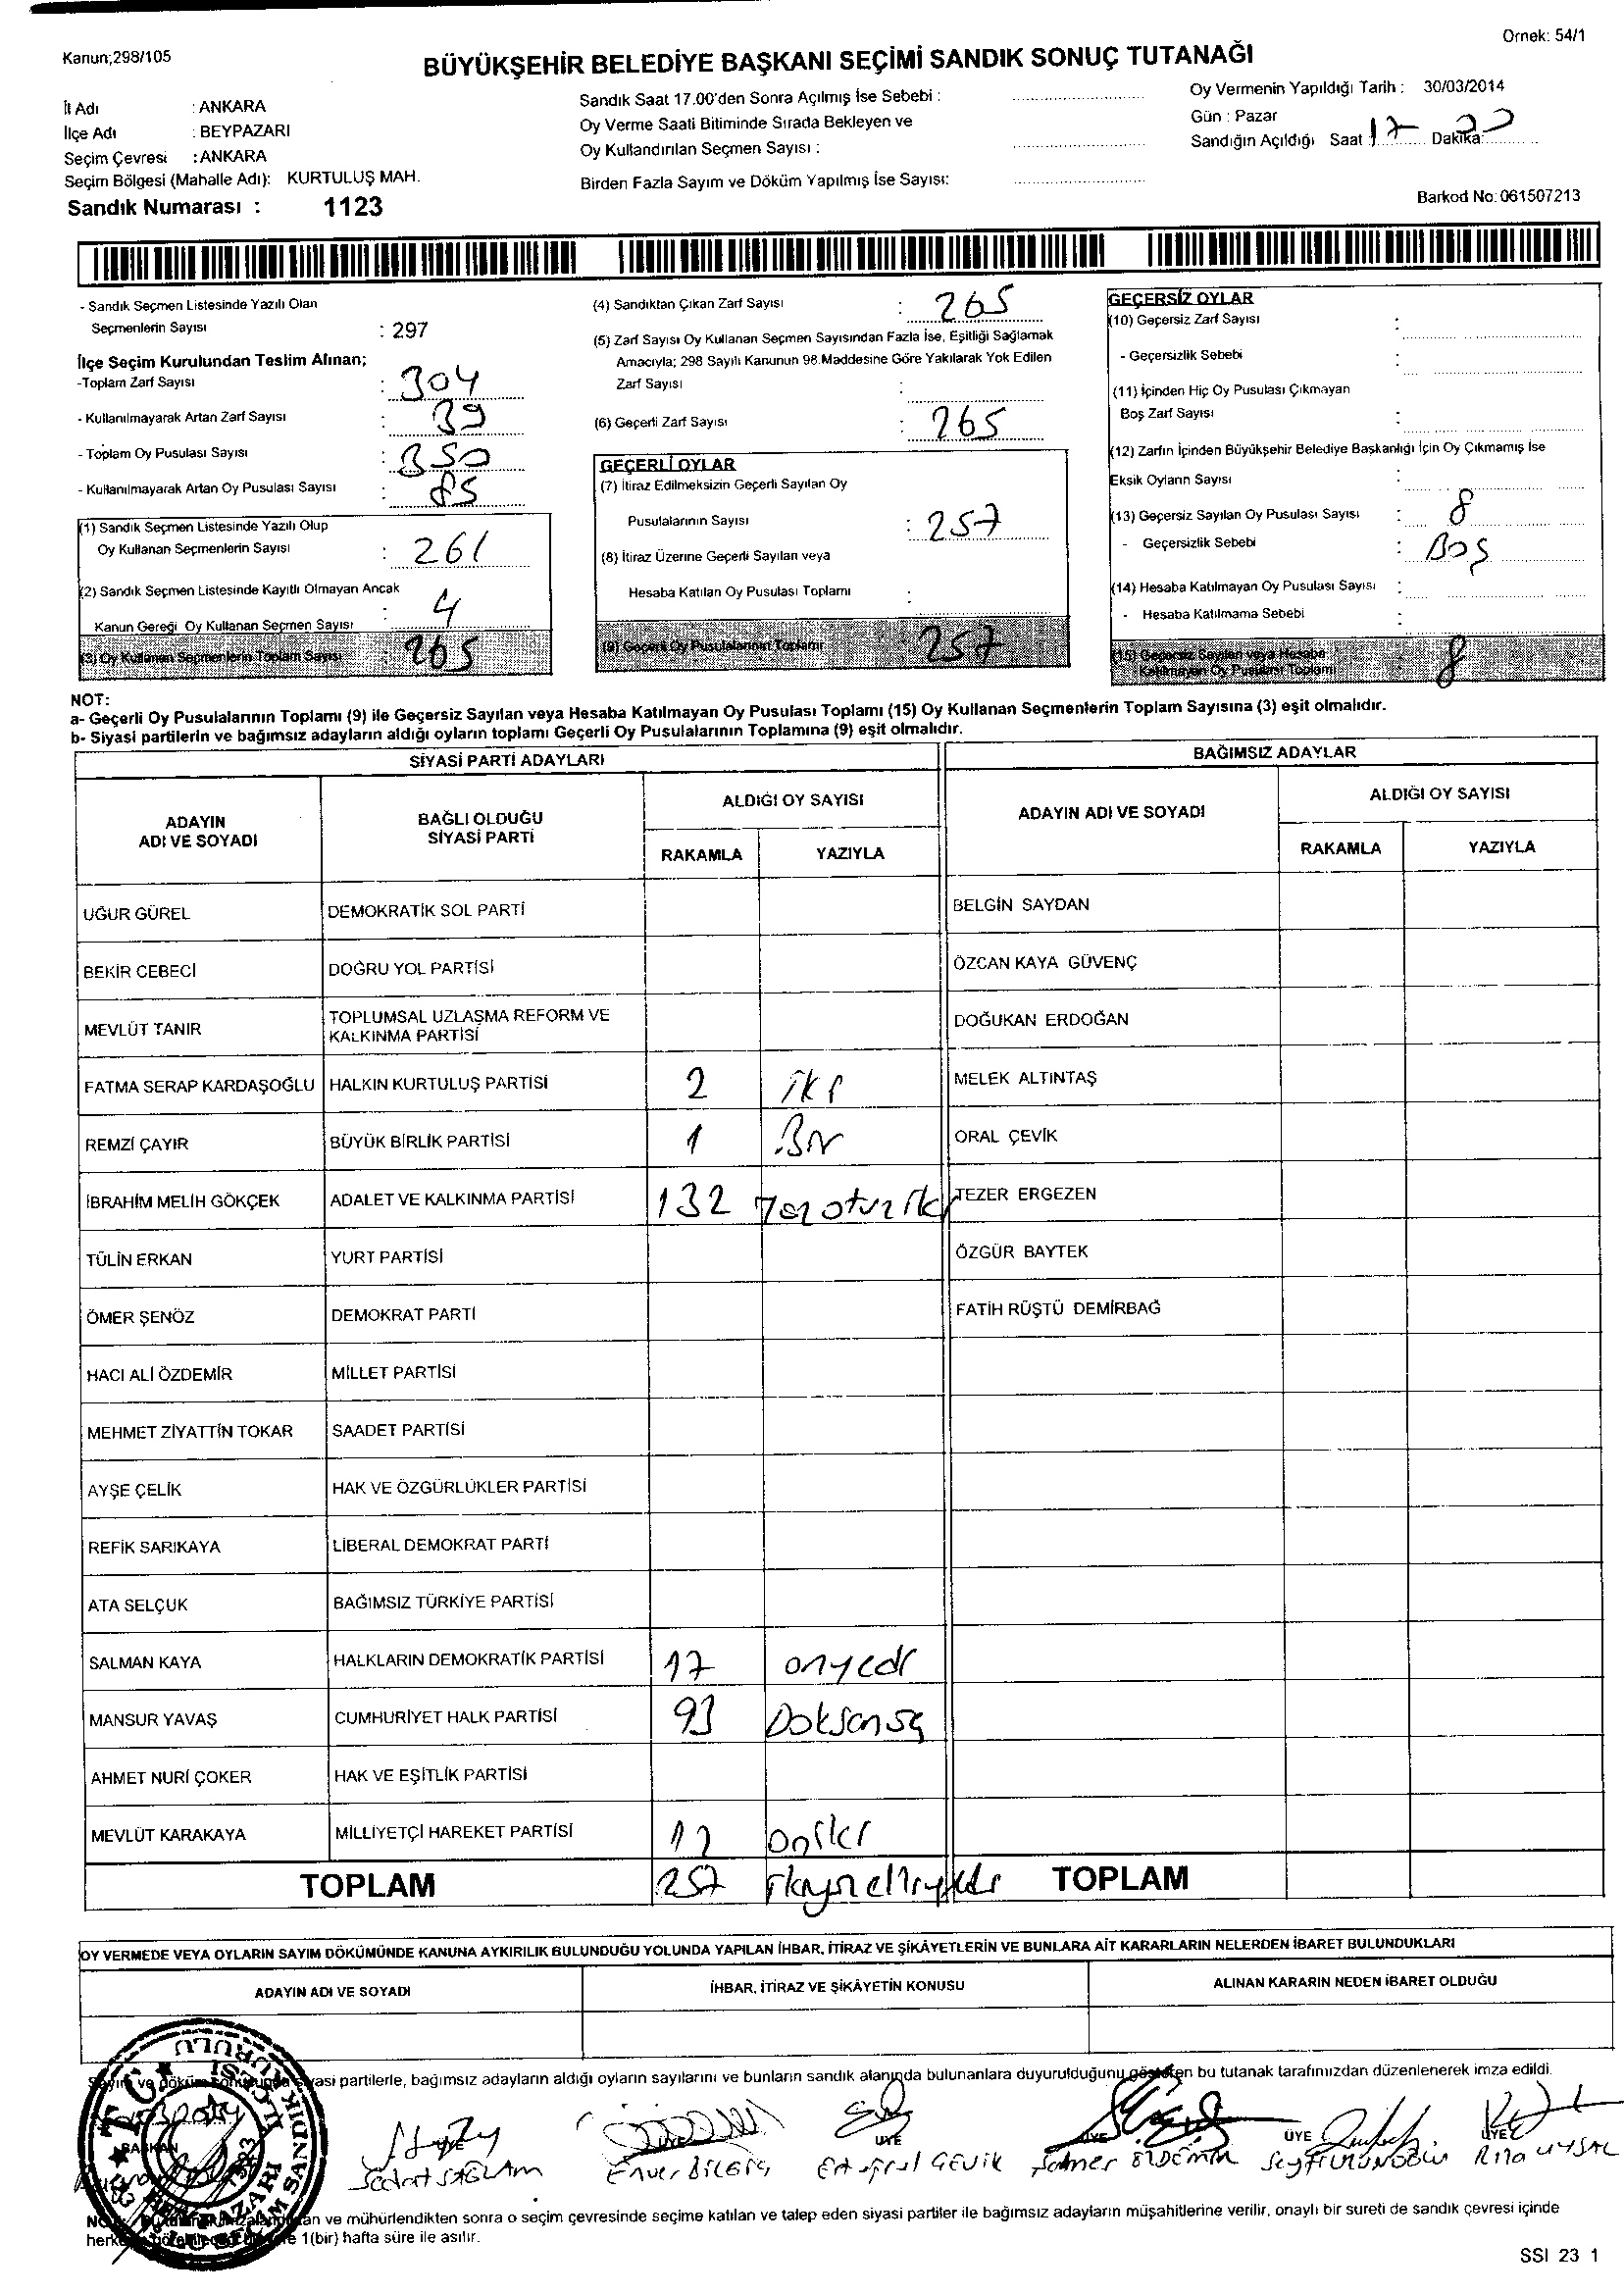 Ornek: 54/1
Kanun;298/105
BÜYÜKŞEHİR BELEDİYE BAŞKANI SEÇİMİ SANDIK SONUÇ TUTANAĞI
İl Adı : ANKARA
İlçe Adı : BEYPAZARI
Seçim Çevresi : ANKARA
Seçim Bölgesi (Mahalle Adı): KURTULUŞ MAH.
Sandık Numarası : 1123
Sandık Saat 17.00'den Sonra Açılmış İse Sebebi :
Oy Verme Saati Bitiminde Sırada Bekleyen ve
Oy Kullandırılan Seçmen Sayısı :
Birden Fazla Sayım ve Döküm Yapılmış İse Sayısı:
Oy Vermenin Yapıldığı Tarih : 30/03/2014
Gün : Pazar
Sandığın Açıldığı Saat : 17 Dakika:
Barkod No: 061507213
- Sandık Seçmen Listesinde Yazılı Olan
Seçmenlerin Sayısı : 297
İlçe Seçim Kurulundan Teslim Alınan;
-Toplam Zarf Sayısı : 304
- Kullanılmayarak Artan Zarf Sayısı : 39
- Toplam Oy Pusulası Sayısı : 350
- Kullanılmayarak Artan Oy Pusulası Sayısı : 85
(1) Sandık Seçmen Listesinde Yazılı Olup
Oy Kullanan Seçmenlerin Sayısı : 261
(2) Sandık Seçmen Listesinde Kayıtlı Olmayan Ancak
Kanun Gereği Oy Kullanan Seçmen Sayısı : 4
(3) Oy Kullanan Seçmenlerin Toplam Sayısı : 265
(4) Sandıktan Çıkan Zarf Sayısı : 265
(5) Zarf Sayısı Oy Kullanan Seçmen Sayısından Fazla İse, Eşitliği Sağlamak
Amacıyla; 298 Sayılı Kanunun 98.Maddesine Göre Yakılarak Yok Edilen
Zarf Sayısı :
(6) Geçerli Zarf Sayısı : 265
GEÇERLİ OYLAR
(7) İtiraz Edilmeksizin Geçerli Sayılan Oy
Pusulalarının Sayısı : 257
(8) İtiraz Üzerine Geçerli Sayılan veya
Hesaba Katılan Oy Pusulası Toplamı :
(9) Geçerli Oy Pusulalarının Toplamı : 257
GEÇERSİZ OYLAR
(10) Geçersiz Zarf Sayısı :
- Geçersizlik Sebebi :
(11) İçinden Hiç Oy Pusulası Çıkmayan
Boş Zarf Sayısı :
(12) Zarfın İçinden Büyükşehir Belediye Başkanlığı İçin Oy Çıkmamış İse
Eksik Oyların Sayısı :
(13) Geçersiz Sayılan Oy Pusulası Sayısı : 8
- Geçersizlik Sebebi : Boş
(14) Hesaba Katılmayan Oy Pusulası Sayısı :
- Hesaba Katılmama Sebebi :
(15) Geçersiz Sayılan veya Hesaba
Katılmayan Oy Pusulası Toplamı : 8
NOT:
a- Geçerli Oy Pusulalarının Toplamı (9) ile Geçersiz Sayılan veya Hesaba Katılmayan Oy Pusulası Toplamı (15) Oy Kullanan Seçmenlerin Toplam Sayısına (3) eşit olmalıdır.
b- Siyasi partilerin ve bağımsız adayların aldığı oyların toplamı Geçerli Oy Pusulalarının Toplamına (9) eşit olmalıdır.
SİYASİ PARTİ ADAYLARI BAĞIMSIZ ADAYLAR
ADAYIN ADI VE SOYADI BAĞLI OLDUĞU SİYASİ PARTİ ALDIĞI OY SAYISI RAKAMLA YAZIYLA ADAYIN ADI VE SOYADI ALDIĞI OY SAYISI RAKAMLA YAZIYLA
UĞUR GÜREL DEMOKRATİK SOL PARTİ BELGİN SAYDAN
BEKİR CEBECİ DOĞRU YOL PARTİSİ ÖZCAN KAYA GÜVENÇ
MEVLÜT TANIR TOPLUMSAL UZLAŞMA REFORM VE KALKINMA PARTİSİ DOĞUKAN ERDOĞAN
FATMA SERAP KARDAŞOĞLU HALKIN KURTULUŞ PARTİSİ 2 iki MELEK ALTINTAŞ
REMZİ ÇAYIR BÜYÜK BİRLİK PARTİSİ 1 Bir ORAL ÇEVİK
İBRAHİM MELİH GÖKÇEK ADALET VE KALKINMA PARTİSİ 132 Yüzotuziki TEZER ERGEZEN
TÜLİN ERKAN YURT PARTİSİ ÖZGÜR BAYTEK
ÖMER ŞENÖZ DEMOKRAT PARTİ FATİH RÜŞTÜ DEMİRBAĞ
HACI ALİ ÖZDEMİR MİLLET PARTİSİ
MEHMET ZİYATTİN TOKAR SAADET PARTİSİ
AYŞE ÇELİK HAK VE ÖZGÜRLÜKLER PARTİSİ
REFİK SARIKAYA LİBERAL DEMOKRAT PARTİ
ATA SELÇUK BAĞIMSIZ TÜRKİYE PARTİSİ
SALMAN KAYA HALKLARIN DEMOKRATİK PARTİSİ 17 onyedi
MANSUR YAVAŞ CUMHURİYET HALK PARTİSİ 93 Doksanüç
AHMET NURİ ÇOKER HAK VE EŞİTLİK PARTİSİ
MEVLÜT KARAKAYA MİLLİYETÇİ HAREKET PARTİSİ 12 oniki
TOPLAM 257 ikiyüzelliyedi TOPLAM
OY VERMEDE VEYA OYLARIN SAYIM DÖKÜMÜNDE KANUNA AYKIRILIK BULUNDUĞU YOLUNDA YAPILAN İHBAR, İTİRAZ VE ŞİKÂYETLERİN VE BUNLARA AİT KARARLARIN NELERDEN İBARET BULUNDUKLARI
ADAYIN ADI VE SOYADI İHBAR, İTİRAZ VE ŞİKÂYETİN KONUSU ALINAN KARARIN NEDEN İBARET OLDUĞU
Sayım ve döküm sonucunda siyasi partilerle, bağımsız adayların aldığı oyların sayılarını ve bunların sandık alanında bulunanlara duyurulduğunu gösteren bu tutanak tarafımızdan düzenlenerek imza edildi.
BAŞKAN ÜYE ÜYE ÜYE ÜYE ÜYE ÜYE
Sedat SAĞLAM Enver BİLGİÇ Ertuğrul ÇEVİK ÖZDEMİR Rıza UYSAL
ve mühürlendikten sonra o seçim çevresinde seçime katılan ve talep eden siyasi partiler ile bağımsız adayların müşahitlerine verilir, onaylı bir sureti de sandık çevresi içinde
1(bir) hafta süre ile asılır.
SSI 23 1